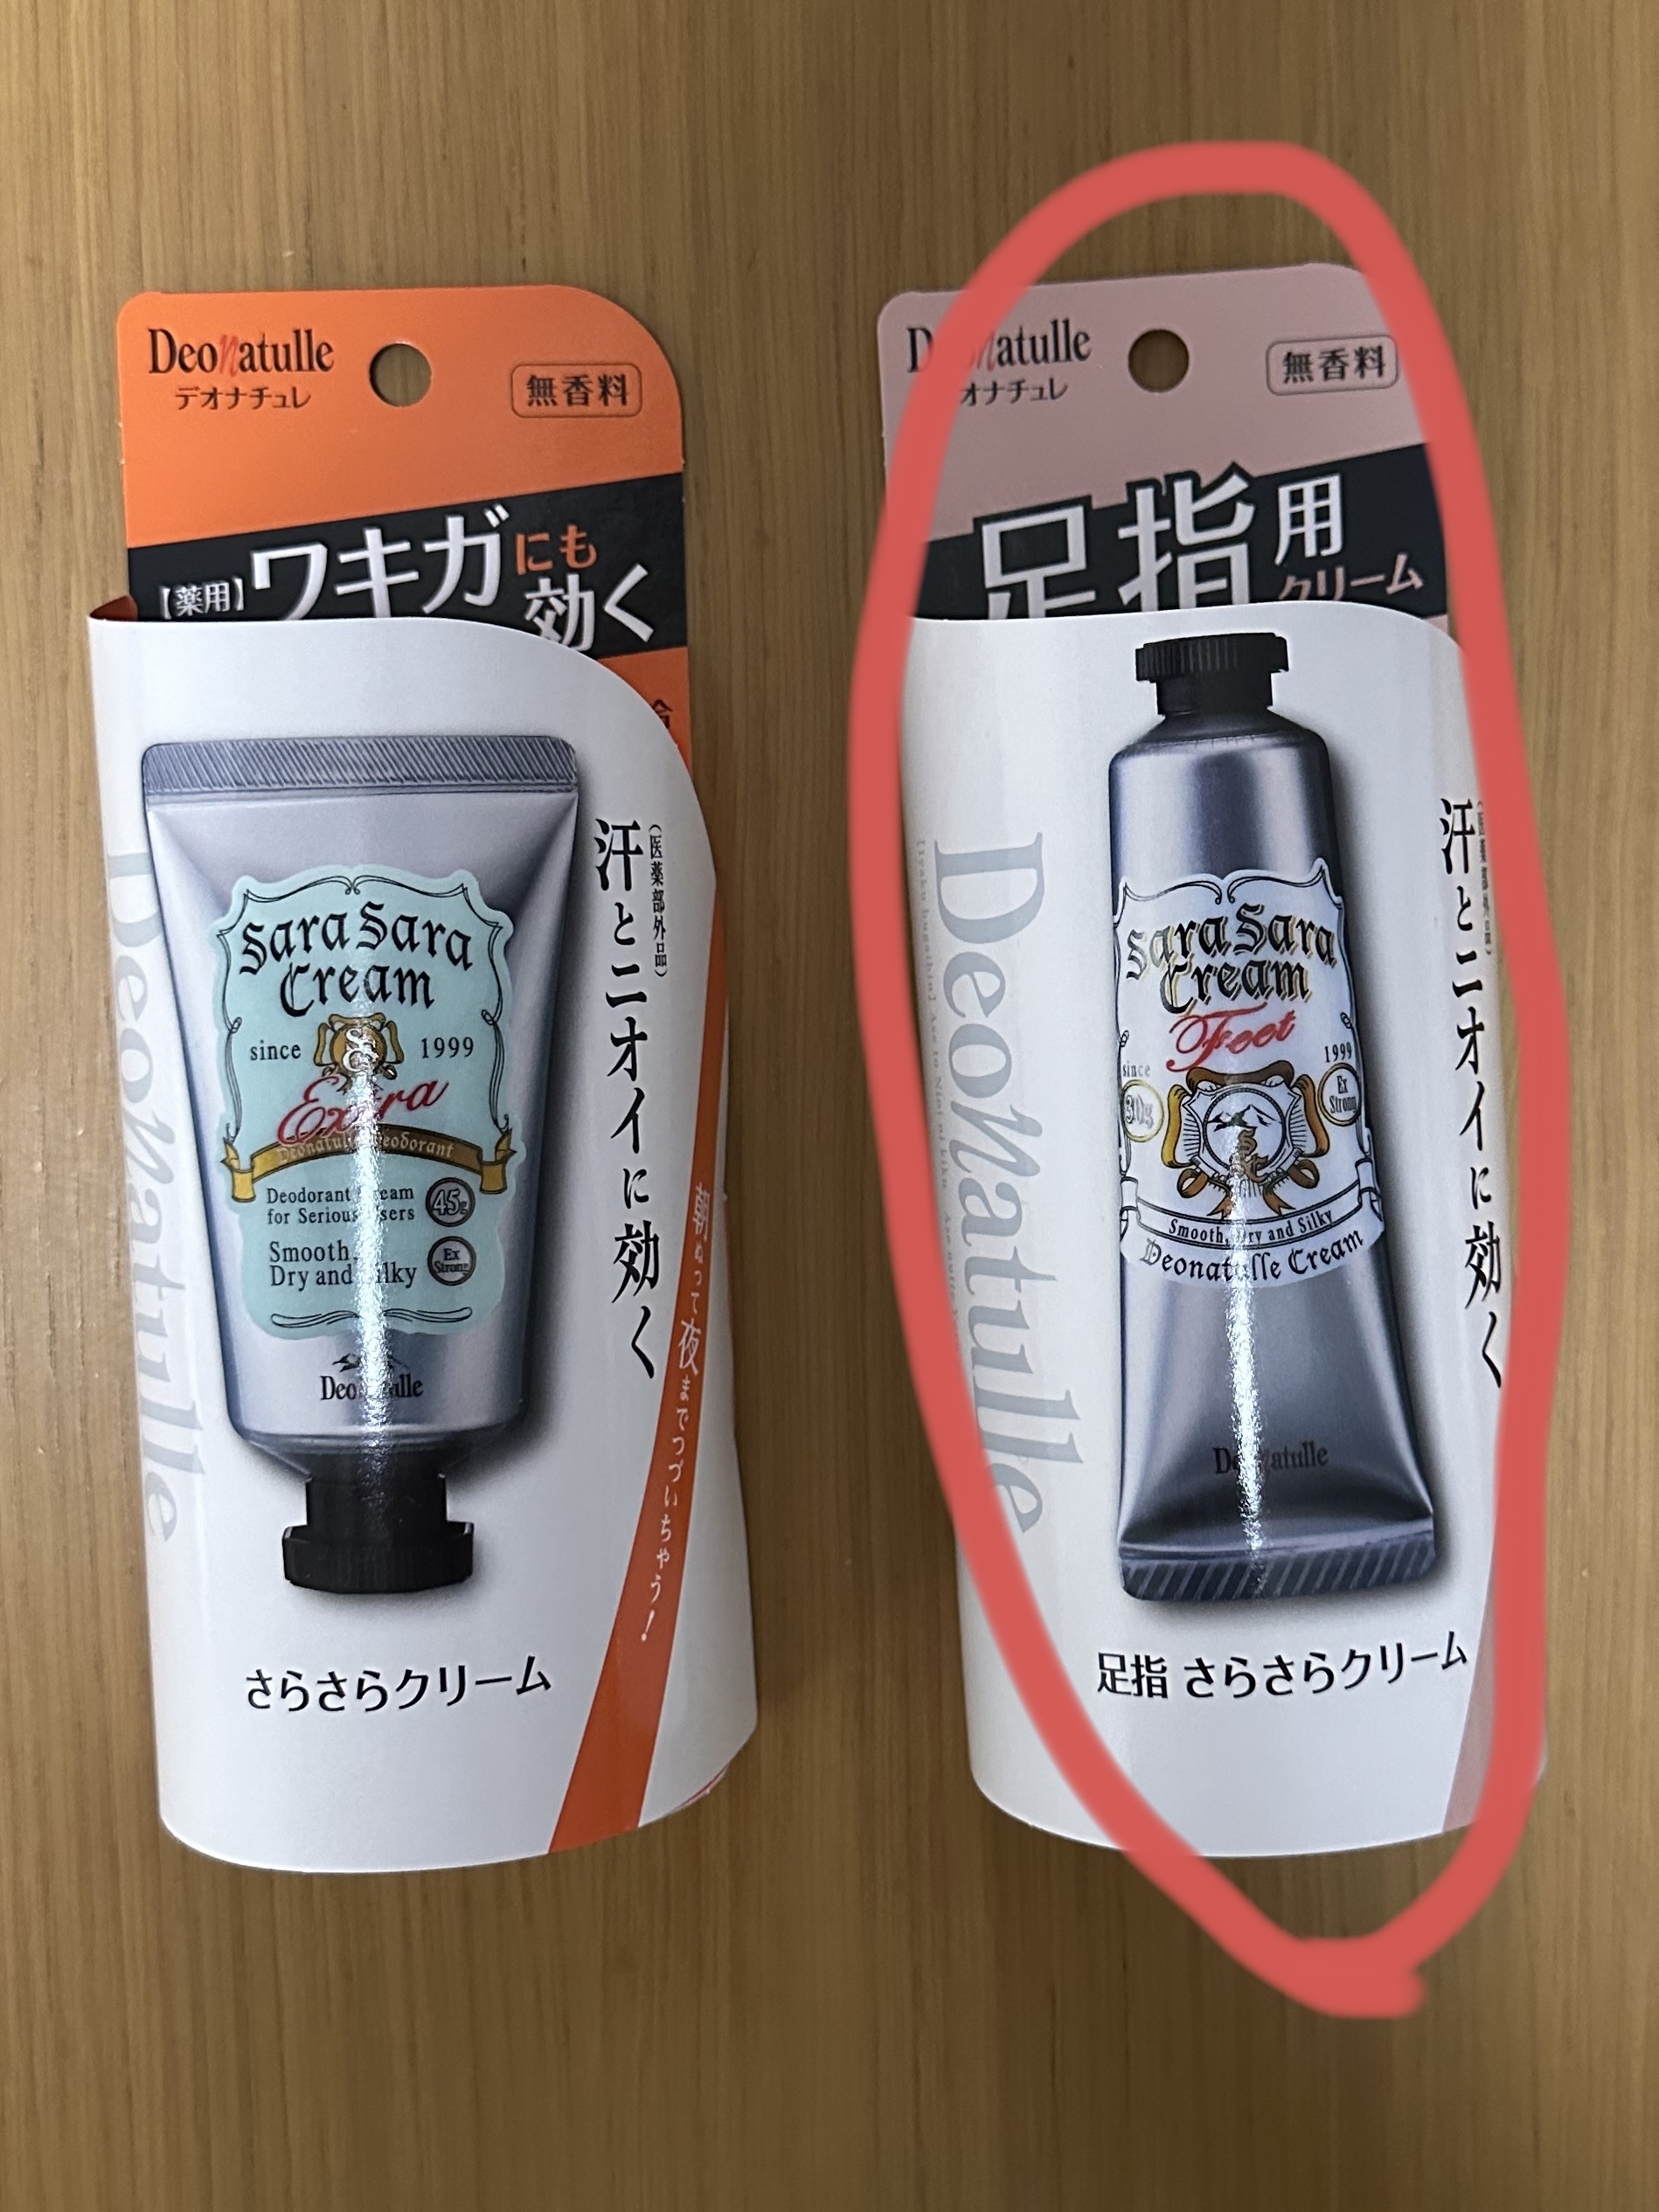 Deonatulle
デオナチュレ
無香料
【薬用】ワキガにも
効く
Sara Sara
Cream
since 1999
Extra
Deonatulle Deodorant
Deodorant Cream
for Serious Users
45g
Smooth,
Dry and Silky
Ex
Strong
Deonatulle
汗とニオイに効く
(医薬部外品)
朝ぬって夜までつづいちゃう!
DeoNatulle
さらさらクリーム
オナチュレ
無香料
足指用
クリーム
Sara Sara
Cream
Feet
since 1999
30g
Ex
Strong
Smooth, Dry and Silky
Deonatulle Cream
Deonatulle
汗とニオイに効く
DeoNatulle
足指 さらさらクリーム